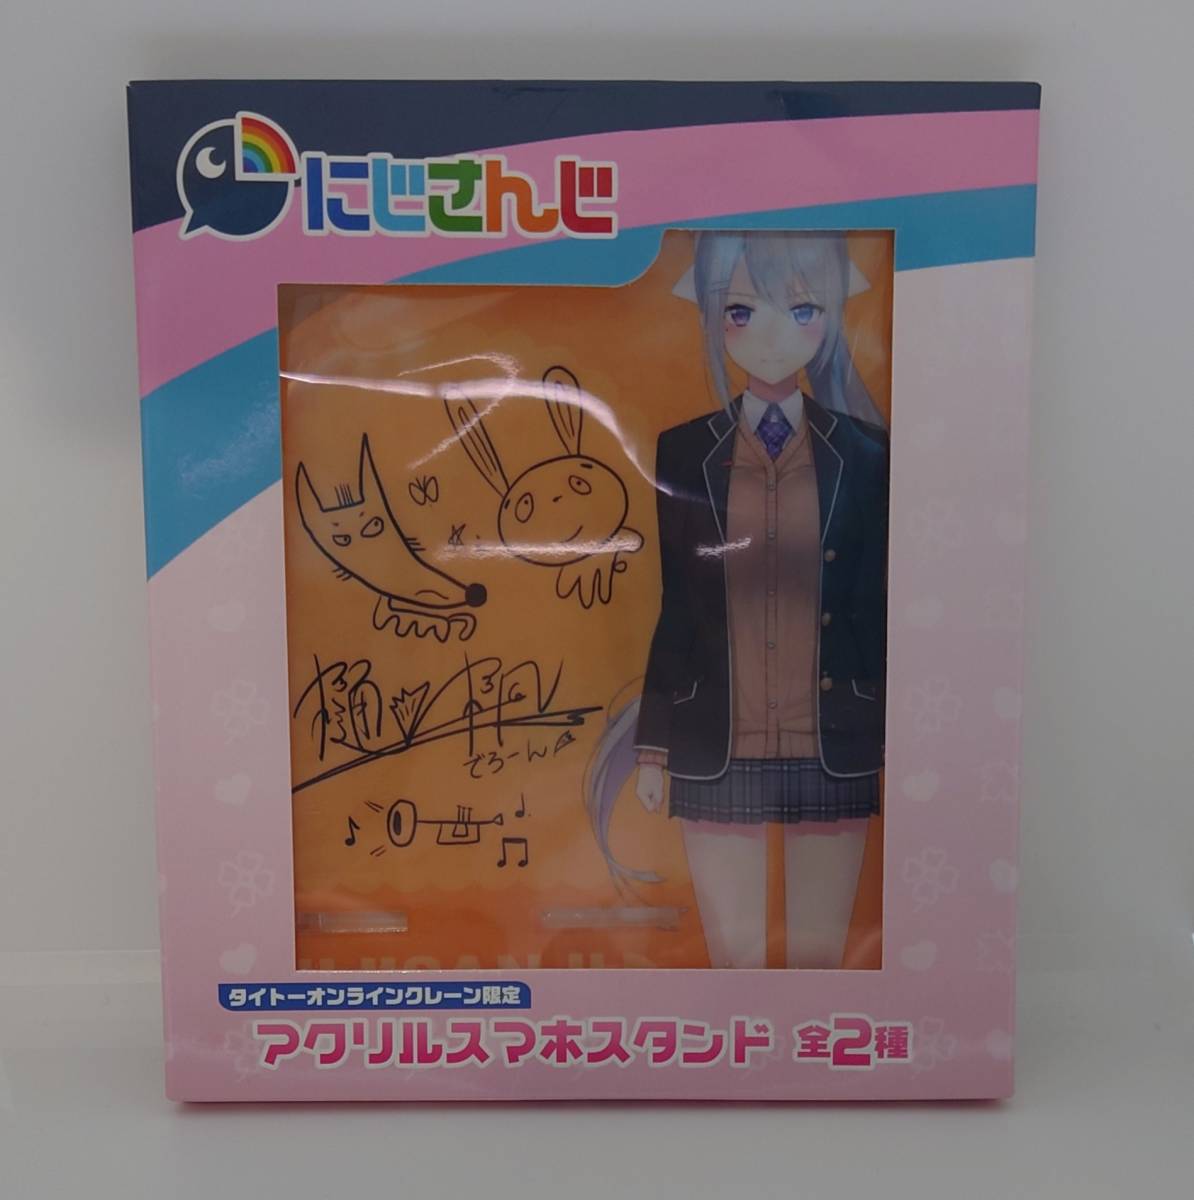 にじさんじ
樋 楓
でろーん
タイトーオンラインクレーン限定
アクリルスマホスタンド 全2種